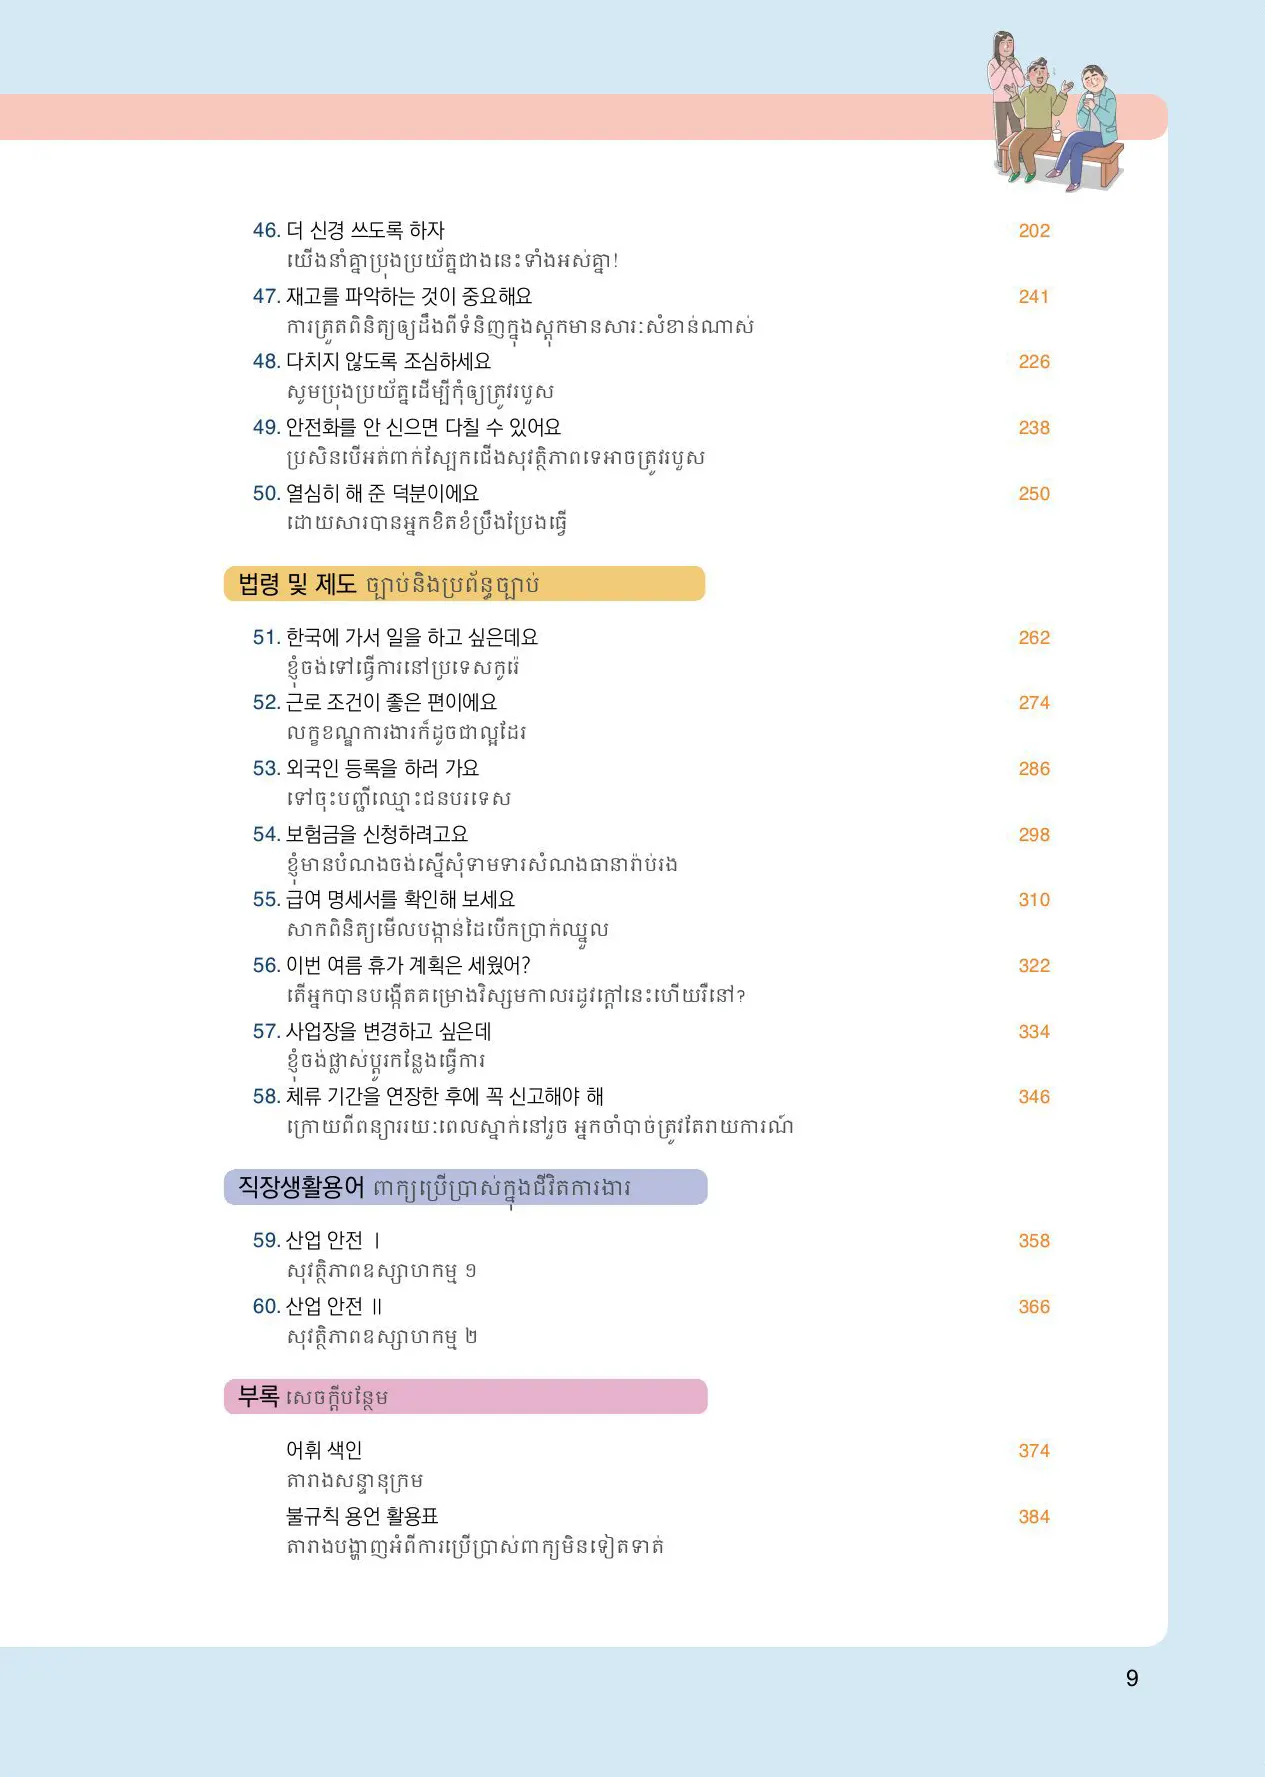 46. 더 신경 쓰도록 하자 202
យើងនាំគ្នាប្រុងប្រយ័ត្នជាងនេះទាំងអស់គ្នា!
47. 재고를 파악하는 것이 중요해요 241
ការត្រួតពិនិត្យឲ្យដឹងពីទំនិញក្នុងស្តុកមានសារៈសំខាន់ណាស់
48. 다치지 않도록 조심하세요 226
សូមប្រុងប្រយ័ត្នដើម្បីកុំឲ្យត្រូវរបួស
49. 안전화를 안 신으면 다칠 수 있어요 238
ប្រសិនបើអត់ពាក់ស្បែកជើងសុវត្ថិភាពទេអាចត្រូវរបួស
50. 열심히 해 준 덕분이에요 250
ដោយសារបានអ្នកខិតខំប្រឹងប្រែងធ្វើ
법령 및 제도 ច្បាប់និងប្រព័ន្ធច្បាប់
51. 한국에 가서 일을 하고 싶은데요 262
ខ្ញុំចង់ទៅធ្វើការនៅប្រទេសកូរ៉េ
52. 근로 조건이 좋은 편이에요 274
លក្ខខណ្ឌការងារក៏ដូចជាល្អដែរ
53. 외국인 등록을 하러 가요 286
ទៅចុះបញ្ជីឈ្មោះជនបរទេស
54. 보험금을 신청하려고요 298
ខ្ញុំមានបំណងចង់ស្នើសុំទាមទារសំណងធានារ៉ាប់រង
55. 급여 명세서를 확인해 보세요 310
សាកពិនិត្យមើលបង្កាន់ដៃបើកប្រាក់ឈ្នួល
56. 이번 여름 휴가 계획은 세웠어? 322
តើអ្នកបានបង្កើតគម្រោងវិស្សមកាលរដូវក្តៅនេះហើយរឺនៅ?
57. 사업장을 변경하고 싶은데 334
ខ្ញុំចង់ផ្លាស់ប្តូរកន្លែងធ្វើការ
58. 체류 기간을 연장한 후에 꼭 신고해야 해 346
ក្រោយពីពន្យាររយៈពេលស្នាក់នៅរួច អ្នកចាំបាច់ត្រូវតែរាយការណ៍
직장생활용어 ពាក្យប្រើប្រាស់ក្នុងជីវិតការងារ
59. 산업 안전 Ⅰ 358
សុវត្ថិភាពឧស្សាហកម្ម ១
60. 산업 안전 Ⅱ 366
សុវត្ថិភាពឧស្សាហកម្ម ២
부록 សេចក្តីបន្ថែម
어휘 색인 374
តារាងសន្ទានុក្រម
불규칙 용언 활용표 384
តារាងបង្ហាញអំពីការប្រើប្រាស់ពាក្យមិនទៀតទាត់
9